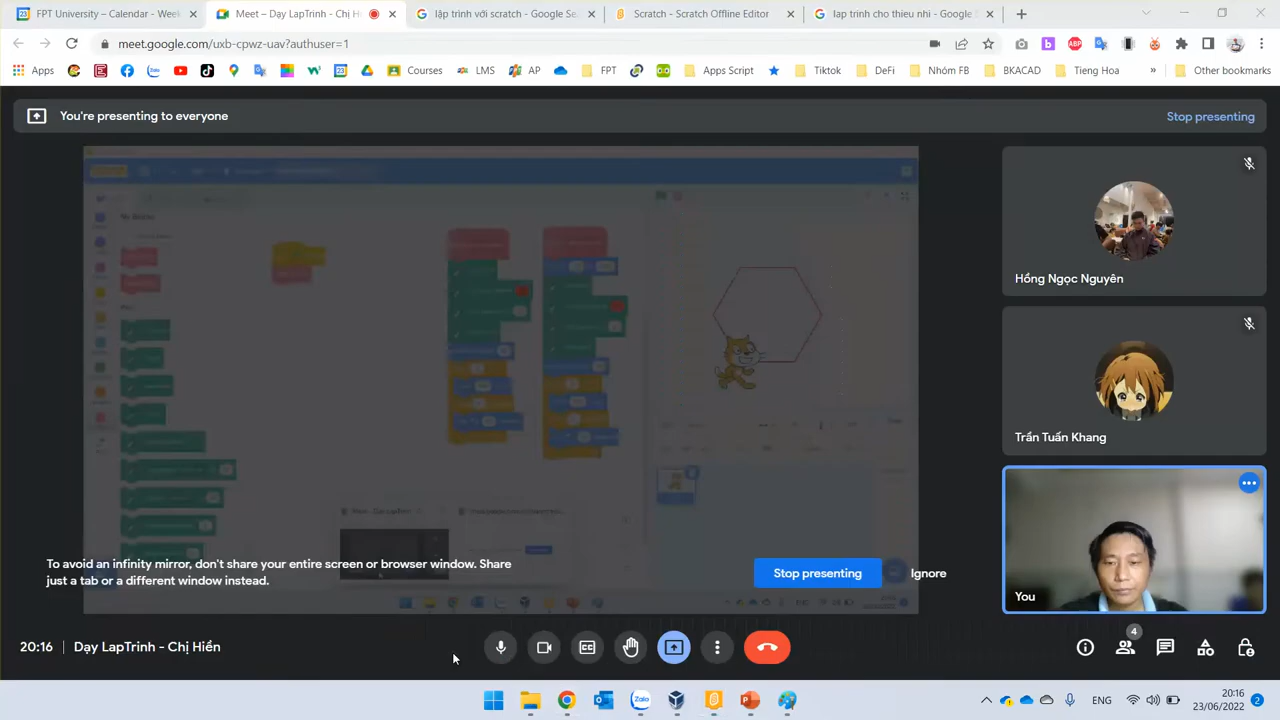 FPT University – Calendar - Week
Meet – Dạy LapTrình - Chị Hi
lập trình với scratch - Google Se
Scratch - Scratch Offline Editor
lap trinh cho thieu nhi - Google S
meet.google.com/uxb-cpwz-uav?authuser=1
Apps
Courses
LMS
AP
FPT
Apps Script
Tiktok
DeFi
Nhóm FB
BKACAD
Tieng Hoa
»
Other bookmarks
You're presenting to everyone
Stop presenting
Hồng Ngọc Nguyên
Trần Tuấn Khang
To avoid an infinity mirror, don't share your entire screen or browser window. Share
just a tab or a different window instead.
Stop presenting
Ignore
You
4
20:16 | Dạy LapTrình - Chị Hiền
ENG
20:16
23/06/2022
2